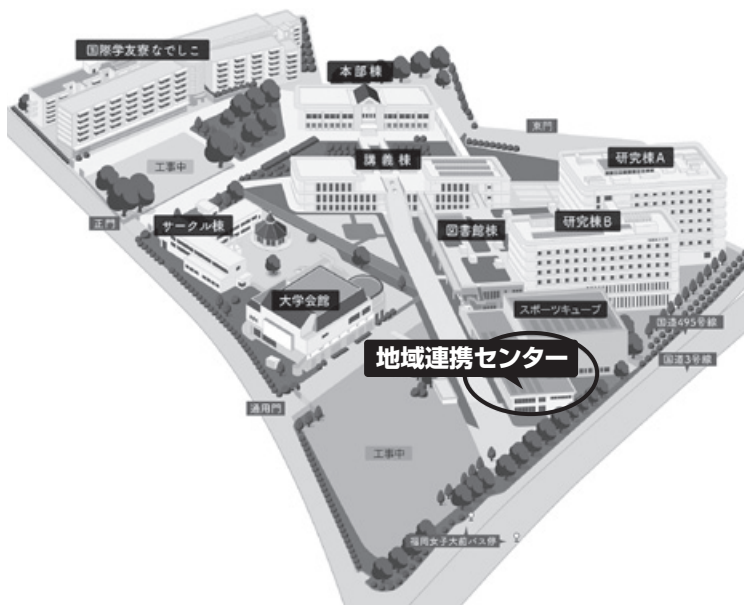 国際学友寮なでしこ
本部棟
東門
講義棟
研究棟A
工事中
正門
サークル棟
図書館棟
研究棟B
大学会館
スポーツキューブ
国道495号線
地域連携センター
国道3号線
通用門
工事中
福岡女子大前バス停